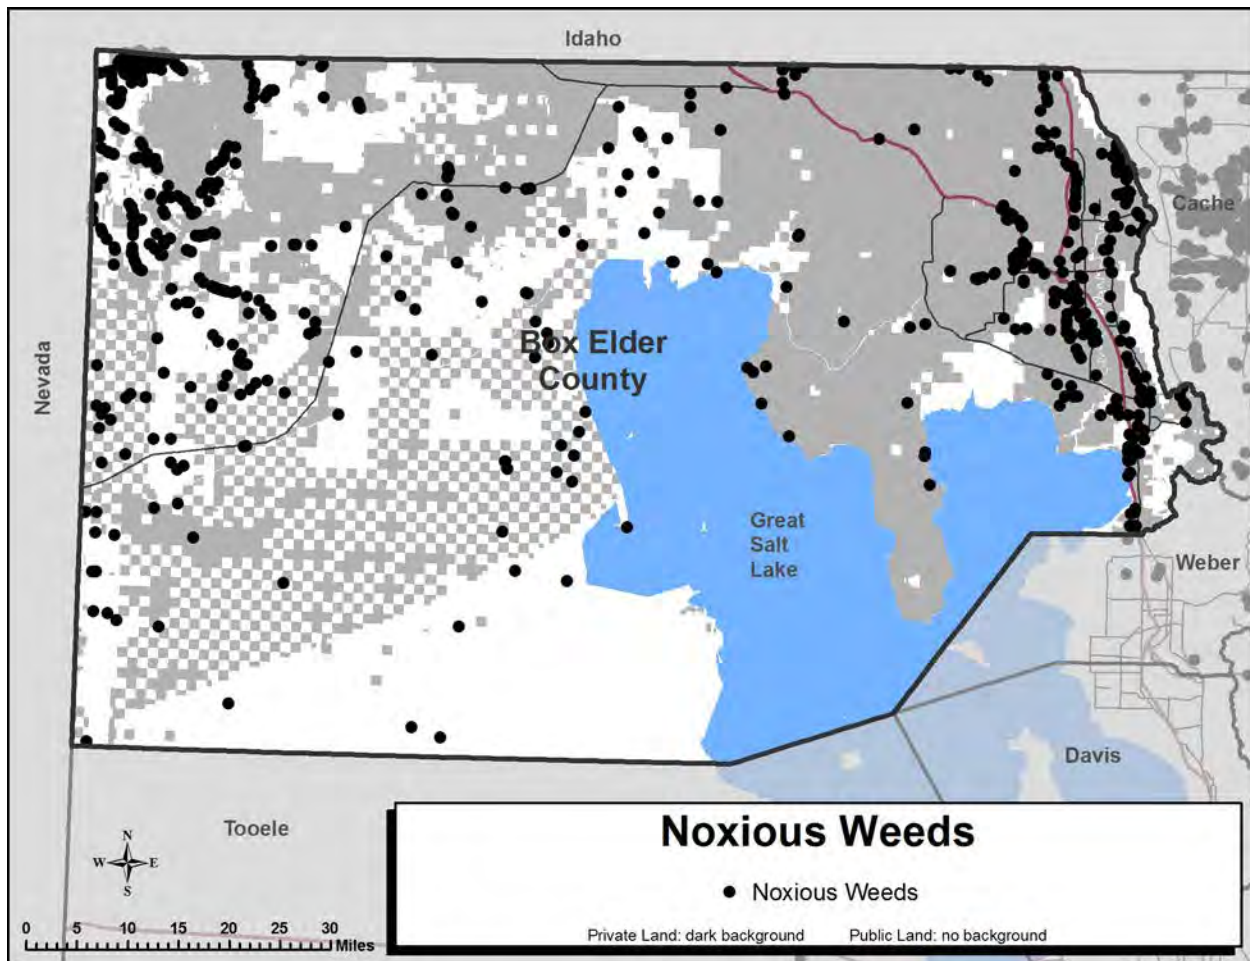 Idaho
Cache
Nevada
Box Elder
County
Great
Salt
Lake
Weber
Davis
Tooele
N
W E
S
0 5 10 15 20 25 30
Miles
Noxious Weeds
Noxious Weeds
Private Land: dark background Public Land: no background